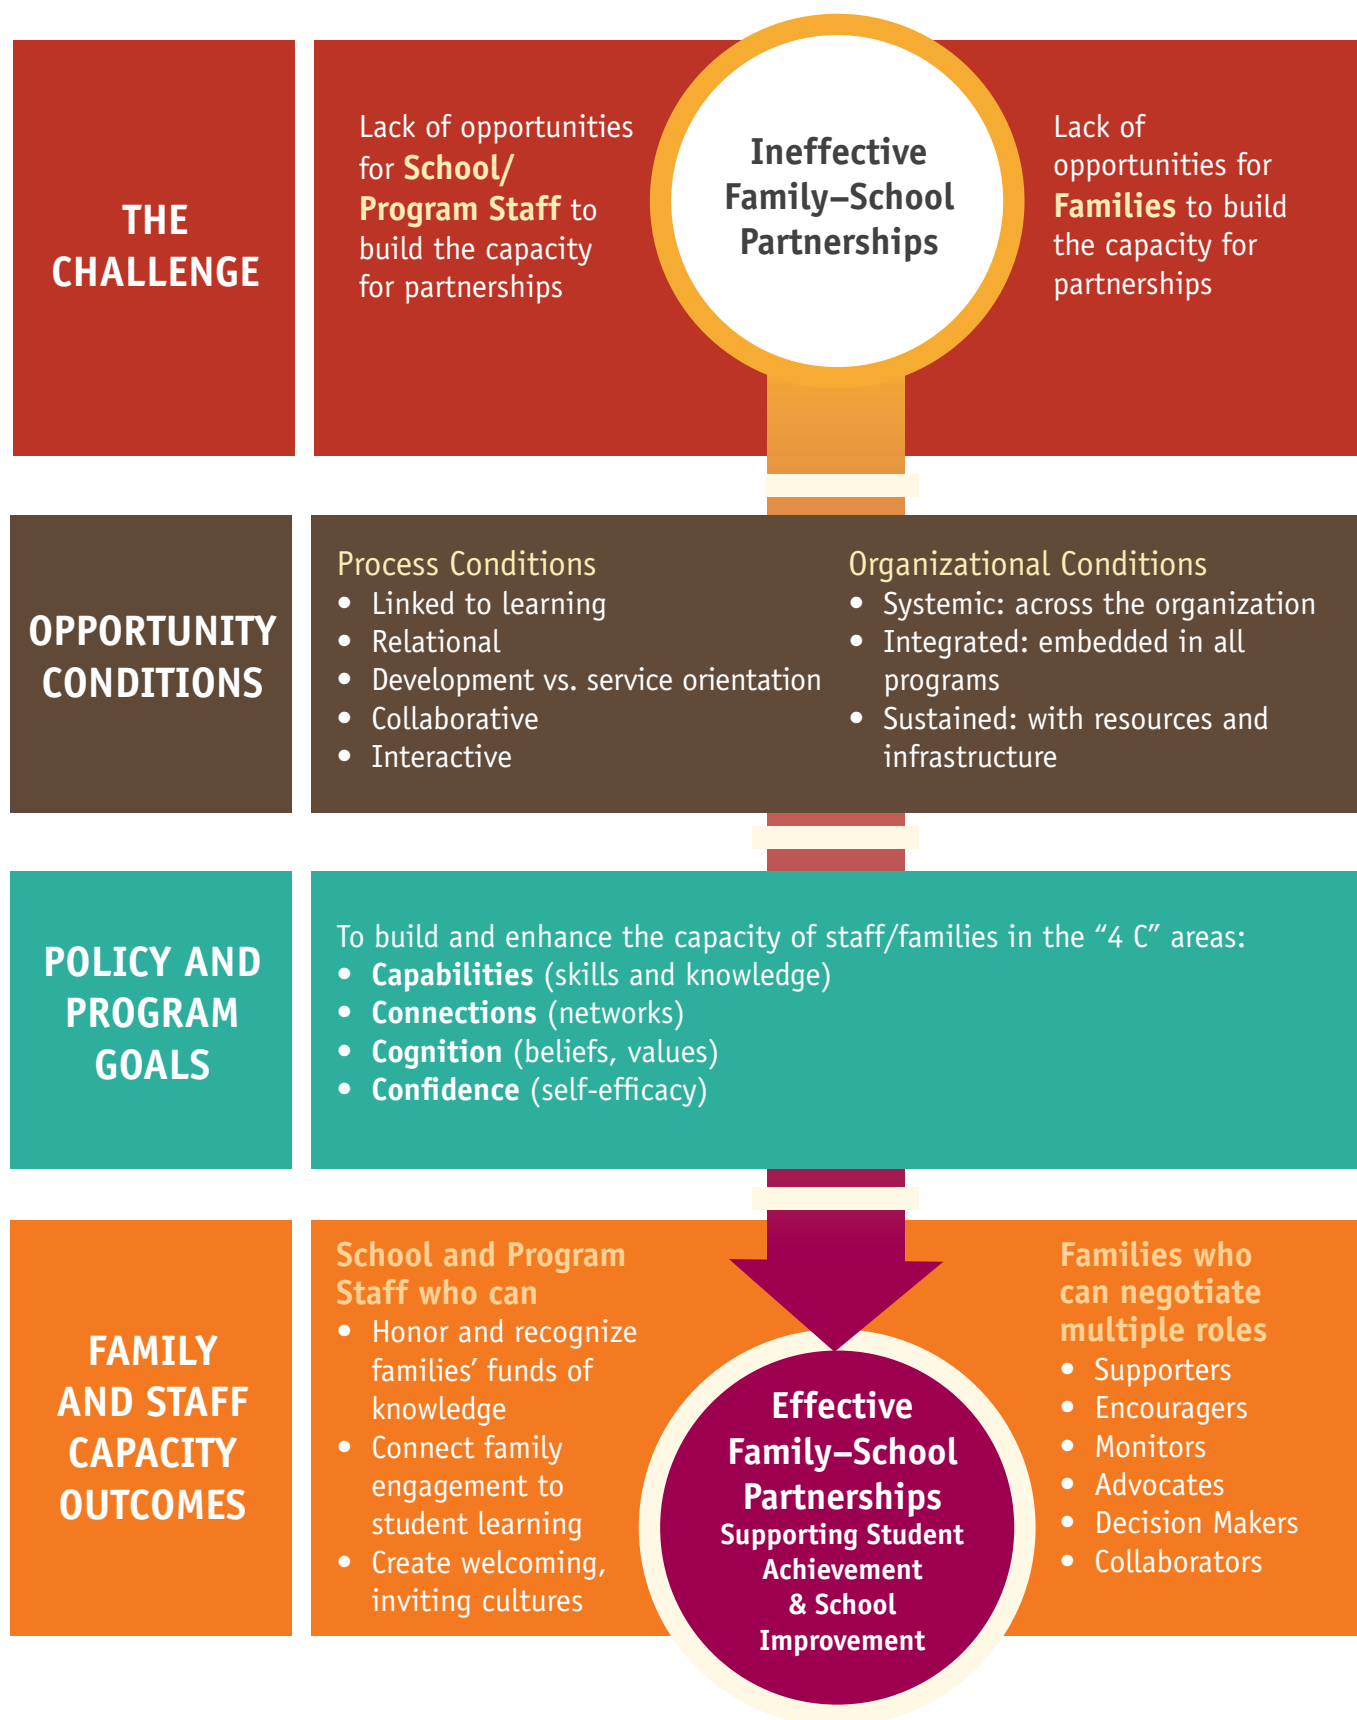 THE
CHALLENGE
Lack of opportunities
for School/
Program Staff to
build the capacity
for partnerships
Ineffective
Family–School
Partnerships
Lack of
opportunities for
Families to build
the capacity for
partnerships
OPPORTUNITY
CONDITIONS
Process Conditions
• Linked to learning
• Relational
• Development vs. service orientation
• Collaborative
• Interactive
Organizational Conditions
• Systemic: across the organization
• Integrated: embedded in all
programs
• Sustained: with resources and
infrastructure
POLICY AND
PROGRAM
GOALS
To build and enhance the capacity of staff/families in the “4 C” areas:
• Capabilities (skills and knowledge)
• Connections (networks)
• Cognition (beliefs, values)
• Confidence (self-efficacy)
FAMILY
AND STAFF
CAPACITY
OUTCOMES
School and Program
Staff who can
• Honor and recognize
families’ funds of
knowledge
• Connect family
engagement to
student learning
• Create welcoming,
inviting cultures
Effective
Family–School
Partnerships
Supporting Student
Achievement
& School
Improvement
Families who
can negotiate
multiple roles
• Supporters
• Encouragers
• Monitors
• Advocates
• Decision Makers
• Collaborators